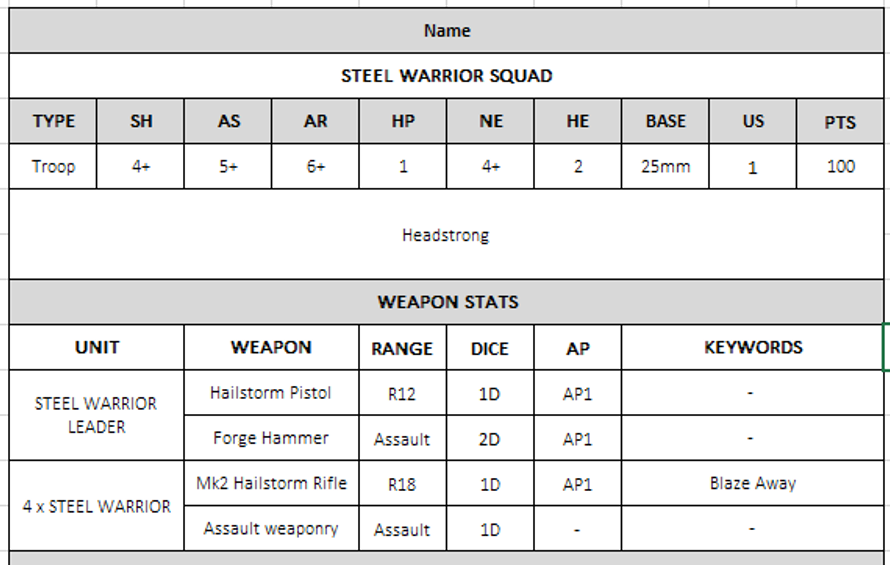 Name
STEEL WARRIOR SQUAD
TYPE SH AS AR HP NE HE BASE US PTS
Troop 4+ 5+ 6+ 1 4+ 2 25mm 1 100
Headstrong
WEAPON STATS
UNIT WEAPON RANGE DICE AP KEYWORDS
STEEL WARRIOR
LEADER
Hailstorm Pistol R12 1D AP1 -
Forge Hammer Assault 2D AP1 -
4 x STEEL WARRIOR
Mk2 Hailstorm Rifle R18 1D AP1 Blaze Away
Assault weaponry Assault 1D - -